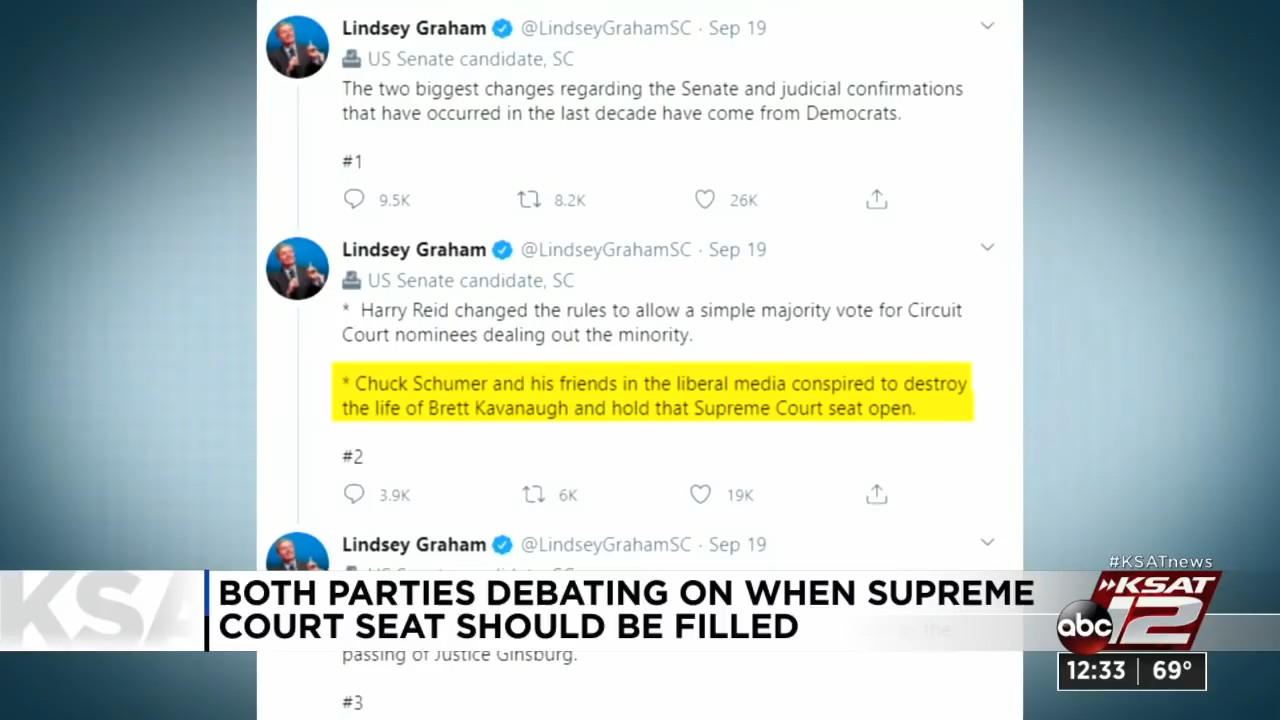 Lindsey Graham @LindseyGrahamSC · Sep 19
US Senate candidate, SC
The two biggest changes regarding the Senate and judicial confirmations
that have occurred in the last decade have come from Democrats.
#1
9.5K 8.2K 26K
Lindsey Graham @LindseyGrahamSC · Sep 19
US Senate candidate, SC
* Harry Reid changed the rules to allow a simple majority vote for Circuit
Court nominees dealing out the minority.
* Chuck Schumer and his friends in the liberal media conspired to destroy
the life of Brett Kavanaugh and hold that Supreme Court seat open.
#2
3.9K 6K 19K
Lindsey Graham @LindseyGrahamSC · Sep 19
#KSATnews
KSA
BOTH PARTIES DEBATING ON WHEN SUPREME
COURT SEAT SHOULD BE FILLED
KSAT
abc 12
12:33 69°
the
passing of Justice Ginsburg.
#3